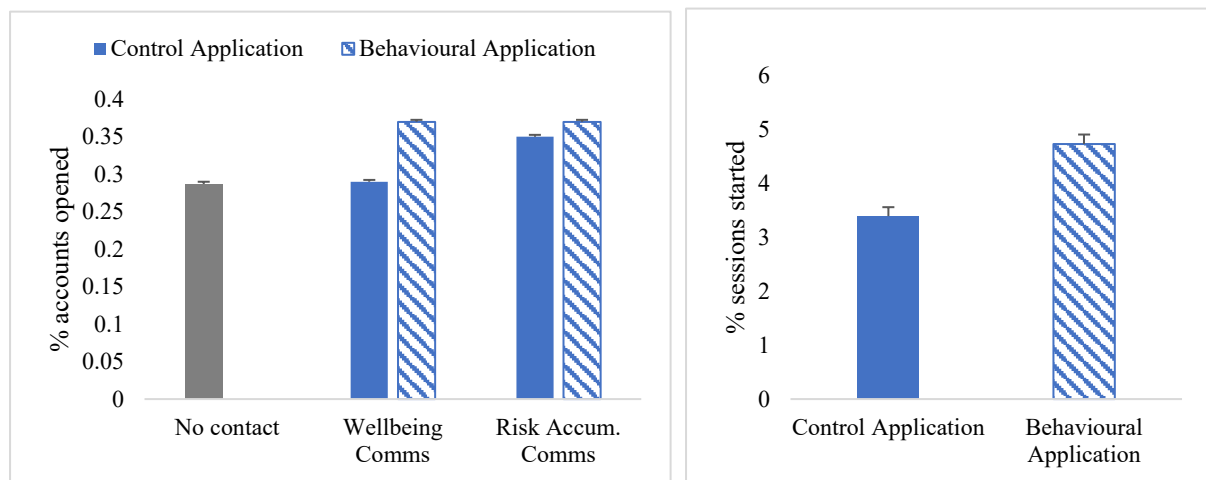 Control Application
Behavioural Application
% accounts opened
0.4
0.35
0.3
0.25
0.2
0.15
0.1
0.05
0
No contact
Wellbeing
Comms
Risk Accum.
Comms
% sessions started
6
5
4
3
2
1
0
Control Application
Behavioural
Application